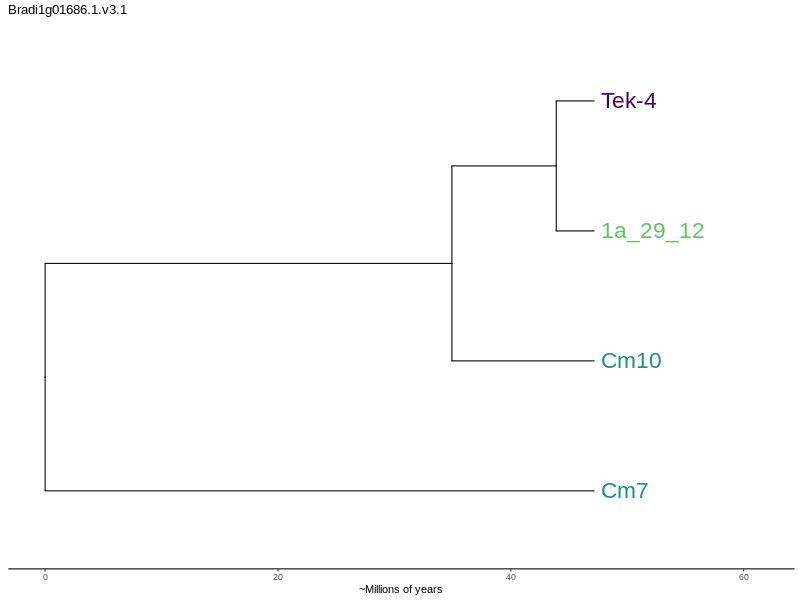 Bradi1g01686.1.v3.1
Tek-4
1a_29_12
Cm10
Cm7
0 20 40 60
~Millions of years